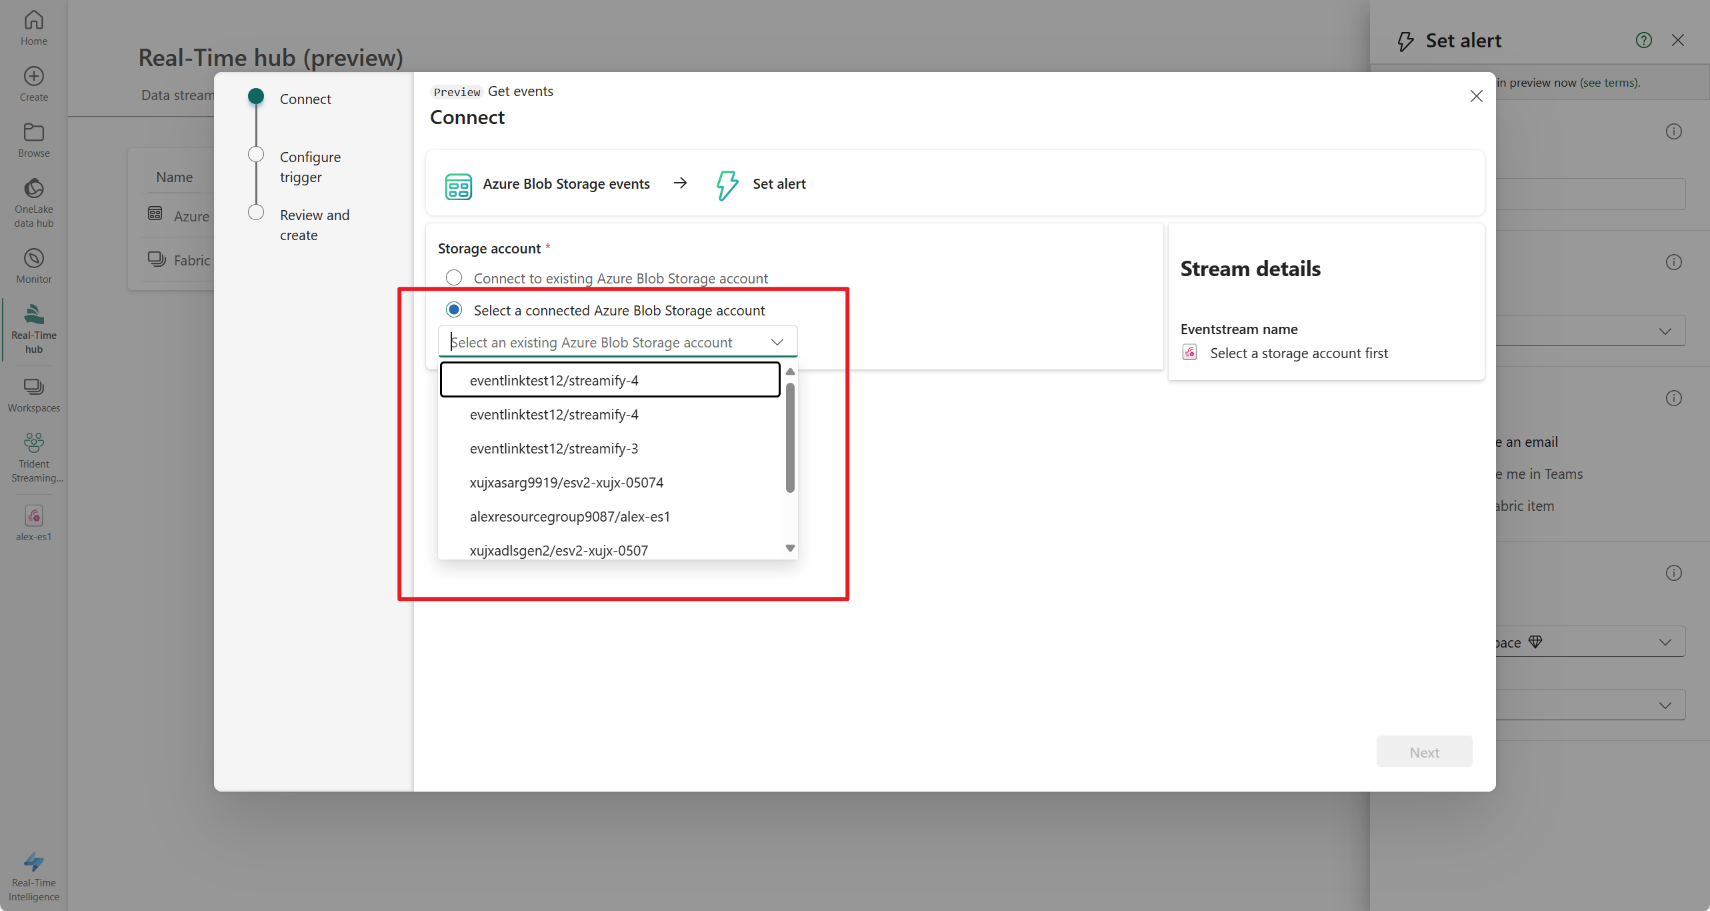 Home
Create
Browse
OneLake
data hub
Monitor
Real-Time
hub
Workspaces
Trident
Streaming...
alex-es1
Real-Time
Intelligence
Real-Time hub (preview)
Data stream
Name
Azure
Fabric
Connect
Configure
trigger
Review and
create
Preview Get events
Connect
Azure Blob Storage events → Set alert
Storage account *
Connect to existing Azure Blob Storage account
Select a connected Azure Blob Storage account
Select an existing Azure Blob Storage account
eventlinktest12/streamify-4
eventlinktest12/streamify-4
eventlinktest12/streamify-3
xujxasarg9919/esv2-xujx-05074
alexresourcegroup9087/alex-es1
xujxadlsgen2/esv2-xujx-0507
Stream details
Eventstream name
Select a storage account first
Next
Set alert
in preview now (see terms).
e an email
e me in Teams
abric item
pace